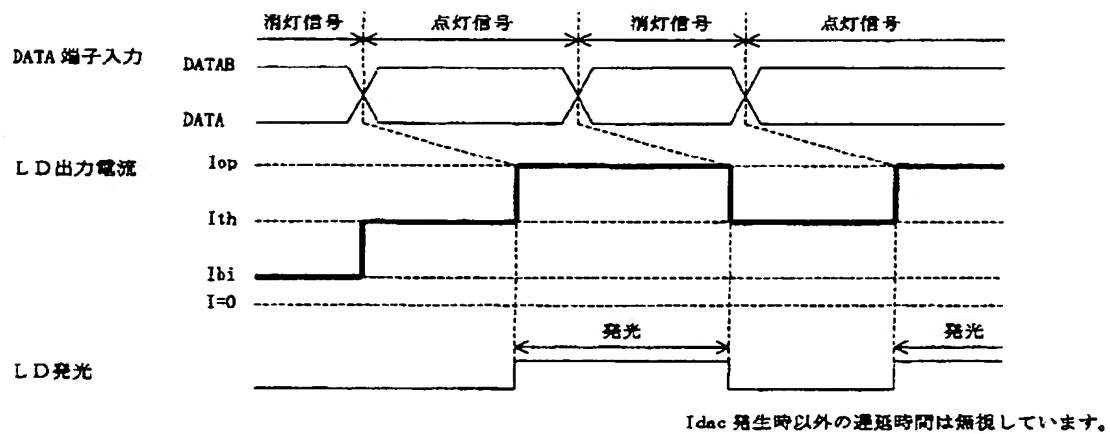 消灯信号 点灯信号 消灯信号 点灯信号
DATA 端子入力
DATAB
DATA
LD出力電流
Iop
Ith
Ibi
I=0
発光 発光
LD発光
Idac 発生時以外の遅延時間は無視しています。